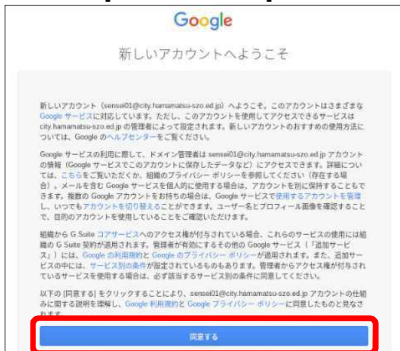 Google
新しいアカウントへようこそ
新しいアカウント（sensei01@city.hamamatsu-szo.ed.jp）へようこそ。このアカウントはさまざまな
Google サービスに対応しています。ただし、このアカウントを使用してアクセスできるサービスは
city.hamamatsu-szo.ed.jp の管理者によって設定されます。新しいアカウントのおすすめの使用方法に
ついては、Google のヘルプセンターをご覧ください。
Google サービスの利用に際して、ドメイン管理者は sensei01@city.hamamatsu-szo.ed.jp アカウント
の情報（Google サービスでこのアカウントに保存したデータなど）にアクセスできます。詳細につい
ては、こちらをご覧いただくか、組織のプライバシー ポリシーを参照してください（存在する場
合）。メールを含む Google サービスを個人的に使用する場合は、アカウントを別に保持することもで
きます。複数の Google アカウントをお持ちの場合は、Google サービスで使用するアカウントを管理
し、いつでもアカウントを切り替えることができます。ユーザー名とプロフィール画像を確認すること
で、目的のアカウントを使用していることをご確認いただけます。
組織から G Suite コアサービスへのアクセス権が付与されている場合、これらのサービスの使用には組
織の G Suite 契約が適用されます。管理者が有効にするその他の Google サービス（「追加サービ
ス」）には、Google の利用規約と Google のプライバシー ポリシーが適用されます。また、追加サー
ビスの中には、サービス別の条件が設定されているものもあります。管理者からアクセス権が付与され
ているサービスを使用する場合は、必ず該当するサービス別の条件に同意してください。
以下の [同意する] をクリックすることにより、sensei01@city.hamamatsu-szo.ed.jp アカウントの仕組
みに関する説明を理解し、Google 利用規約と Google プライバシー ポリシーに同意したものと見なさ
れます。
同意する